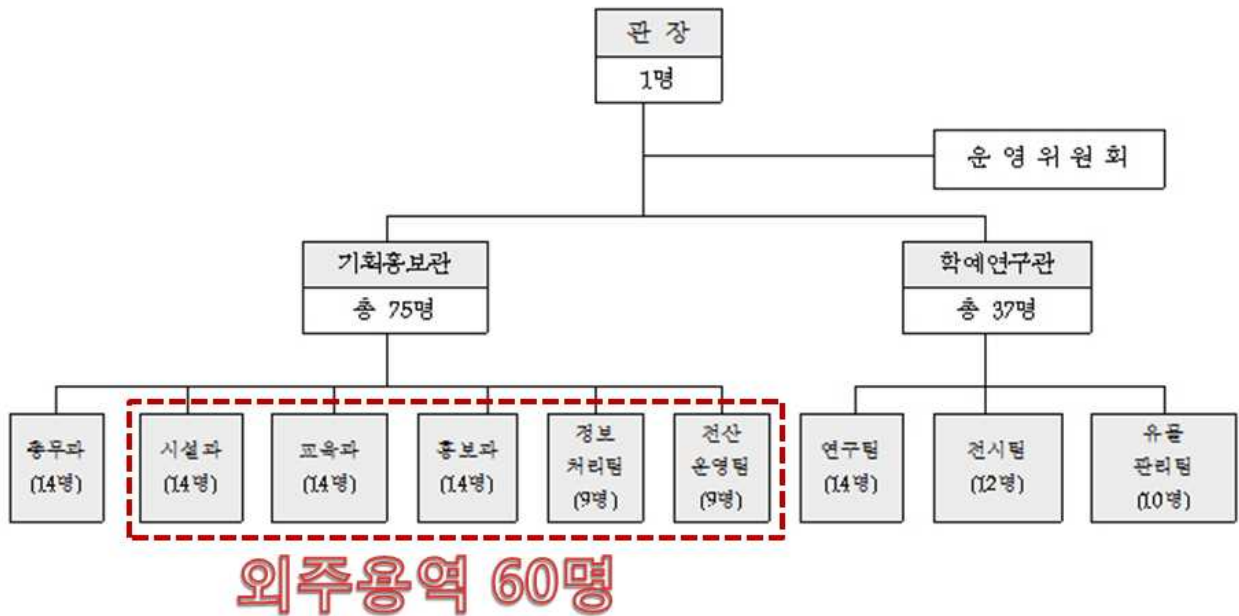 관 장
1명
운 영 위 원 회
기획홍보관
총 75명
학예연구관
총 37명
총무과
(14명)
시설과
(14명)
교육과
(14명)
홍보과
(14명)
정보
처리팀
(9명)
전산
운영팀
(9명)
연구팀
(14명)
전시팀
(12명)
유물
관리팀
(10명)
외주용역 60명